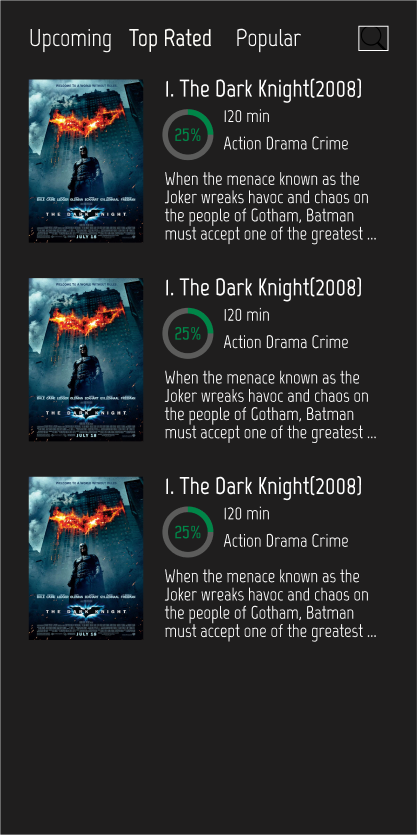 Upcoming Top Rated Popular
WELCOME TO A WORLD WITHOUT RULES
1. The Dark Knight(2008)
25%
120 min
Action Drama Crime
When the menace known as the
Joker wreaks havoc and chaos on
the people of Gotham, Batman
must accept one of the greatest ...
THE DARK KNIGHT
JULY 18
WELCOME TO A WORLD WITHOUT RULES
1. The Dark Knight(2008)
25%
120 min
Action Drama Crime
When the menace known as the
Joker wreaks havoc and chaos on
the people of Gotham, Batman
must accept one of the greatest ...
THE DARK KNIGHT
JULY 18
WELCOME TO A WORLD WITHOUT RULES
1. The Dark Knight(2008)
25%
120 min
Action Drama Crime
When the menace known as the
Joker wreaks havoc and chaos on
the people of Gotham, Batman
must accept one of the greatest ...
THE DARK KNIGHT
JULY 18